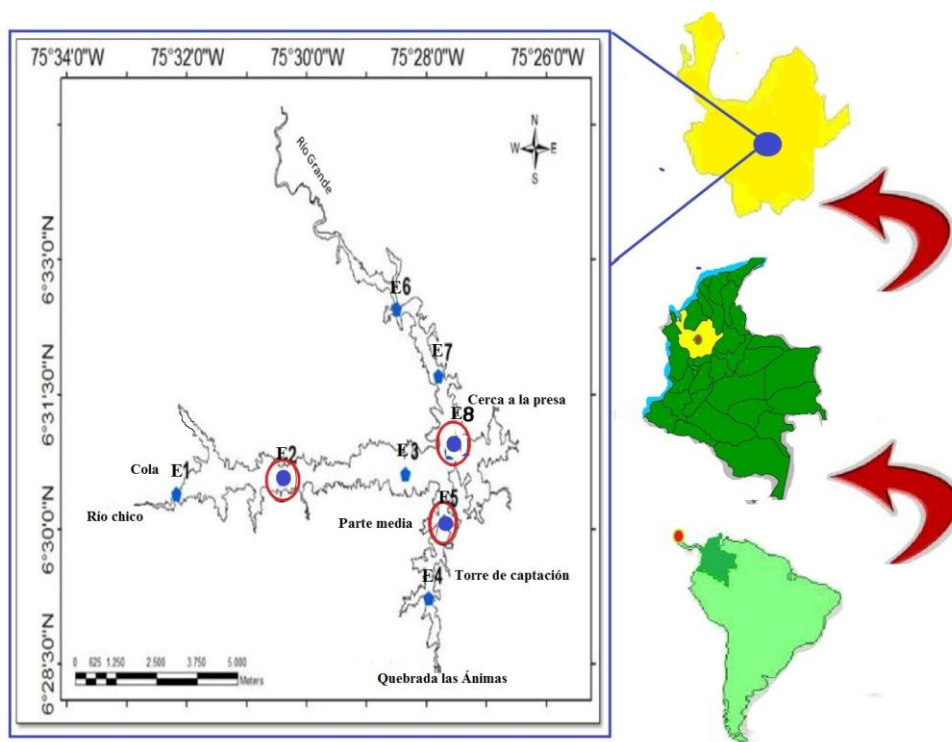 75°34'0"W
75°32'0"W
75°30'0"W
75°28'0"W
75°26'0"W
N
W E
S
Río Grande
6°33'0"N
E6
E7
6°31'30"N
Cerca a la presa
E8
E2
E3
Cola
E1
Río chico
E5
Parte media
6°30'0"N
Torre de captación
E4
0 625 1.250 2.500 3.750 5.000
Meters
Quebrada las Ánimas
6°28'30"N